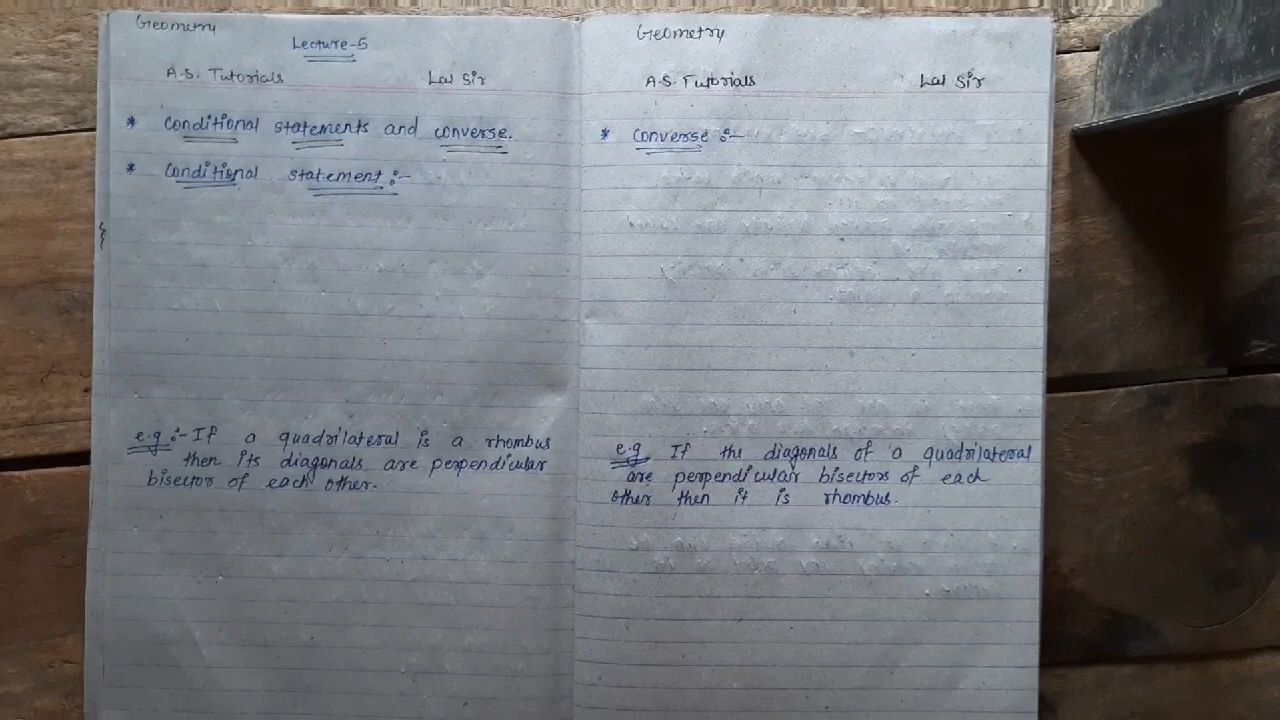 Geometry
Lecture-5
A.S. Tutorials Lal Sir
* Conditional statements and converse.
* Conditional statement :-
e.g :- If a quadrilateral is a rhombus
then its diagonals are perpendicular
bisector of each other.
Geometry
A.S. Tutorials Lal Sir
* Converse :-
e.g If the diagonals of a quadrilateral
are perpendicular bisectors of each
other then it is rhombus.